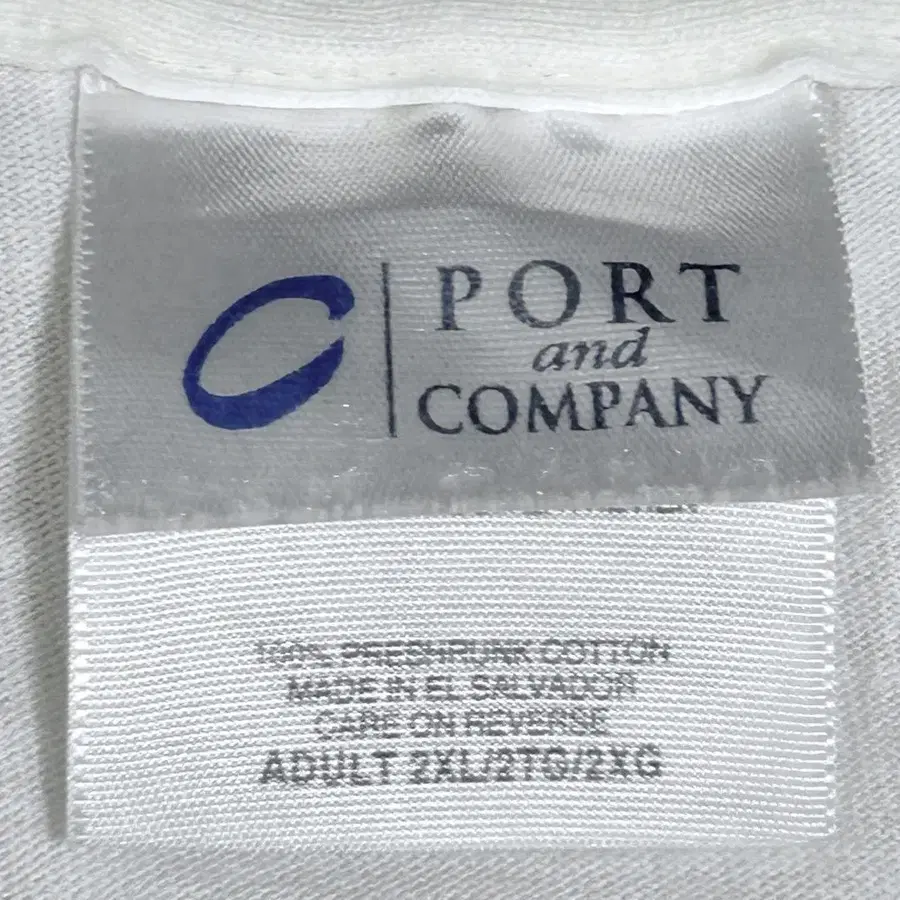 PORT
and
COMPANY
100% PRESHRUNK COTTON
MADE IN EL SALVADOR
CARE ON REVERSE
ADULT 2XL/2TG/2XG